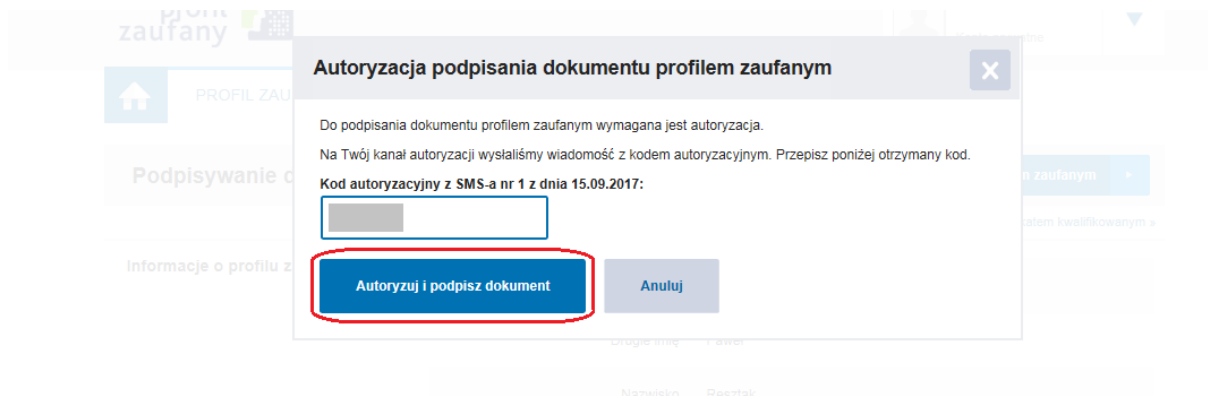 profil
zaufany
Autoryzacja podpisania dokumentu profilem zaufanym
PROFIL ZAU
Do podpisania dokumentu profilem zaufanym wymagana jest autoryzacja.
Na Twój kanał autoryzacji wysłaliśmy wiadomość z kodem autoryzacyjnym. Przepisz poniżej otrzymany kod.
Podpisywanie d
m zaufanym
Kod autoryzacyjny z SMS-a nr 1 z dnia 15.09.2017:
katem kwalifikowanym »
Informacje o profilu z
Autoryzuj i podpisz dokument
Anuluj
Drugie imię Paweł
Nazwisko Resztak